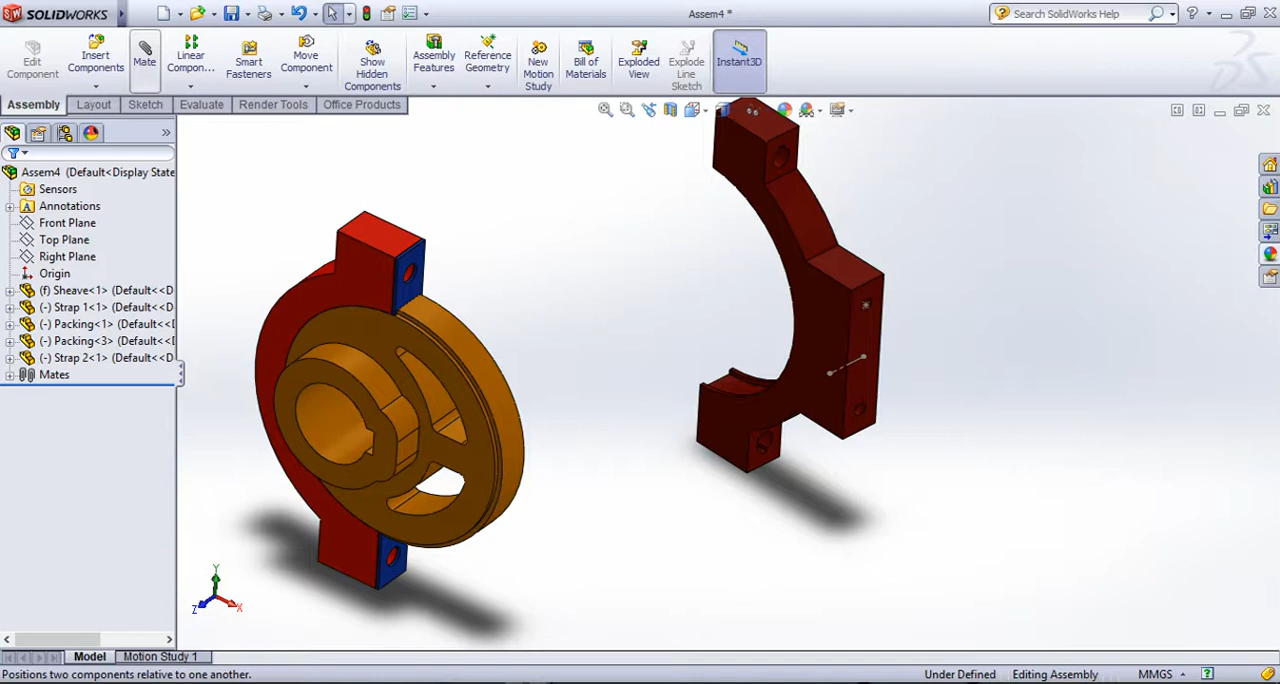 SW SOLIDWORKS
Assem4 *
Search SolidWorks Help
Edit
Component
Insert
Components
Mate
Linear
Compon...
Smart
Fasteners
Move
Component
Show
Hidden
Components
Assembly
Features
Reference
Geometry
New
Motion
Study
Bill of
Materials
Exploded
View
Explode
Line
Sketch
Instant3D
Assembly Layout Sketch Evaluate Render Tools Office Products
Assem4 (Default<Display State
Sensors
Annotations
Front Plane
Top Plane
Right Plane
Origin
(f) Sheave<1> (Default<<D
(-) Strap 1<1> (Default<<D
(-) Packing<1> (Default<<D
(-) Packing<3> (Default<<D
(-) Strap 2<1> (Default<<D
Mates
Y
Z X
Model Motion Study 1
Positions two components relative to one another.
Under Defined Editing Assembly MMGS